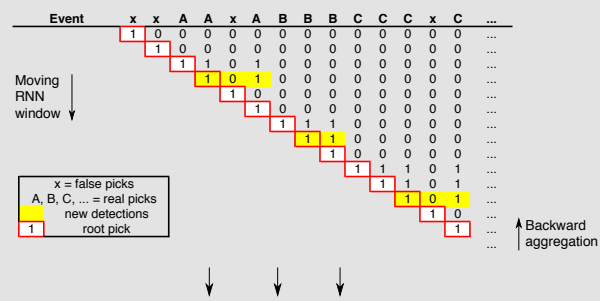 Event x x A A x A B B B C C C x C ...
1 0 0 0 0 0 0 0 0 0 0 0 0 0 ...
1 0 0 0 0 0 0 0 0 0 0 0 0 ...
1 1 0 1 0 0 0 0 0 0 0 0 ...
1 0 1 0 0 0 0 0 0 0 0 ...
1 0 0 0 0 0 0 0 0 0 ...
1 0 0 0 0 0 0 0 0 ...
1 1 1 0 0 0 0 0 ...
1 1 0 0 0 0 0 ...
1 0 0 0 0 0 ...
1 1 1 0 1 ...
1 1 0 1 ...
1 0 1 ...
1 0 ...
1 ...
...
Moving
RNN
window
x = false picks
A, B, C, ... = real picks
new detections
1 root pick
Backward
aggregation